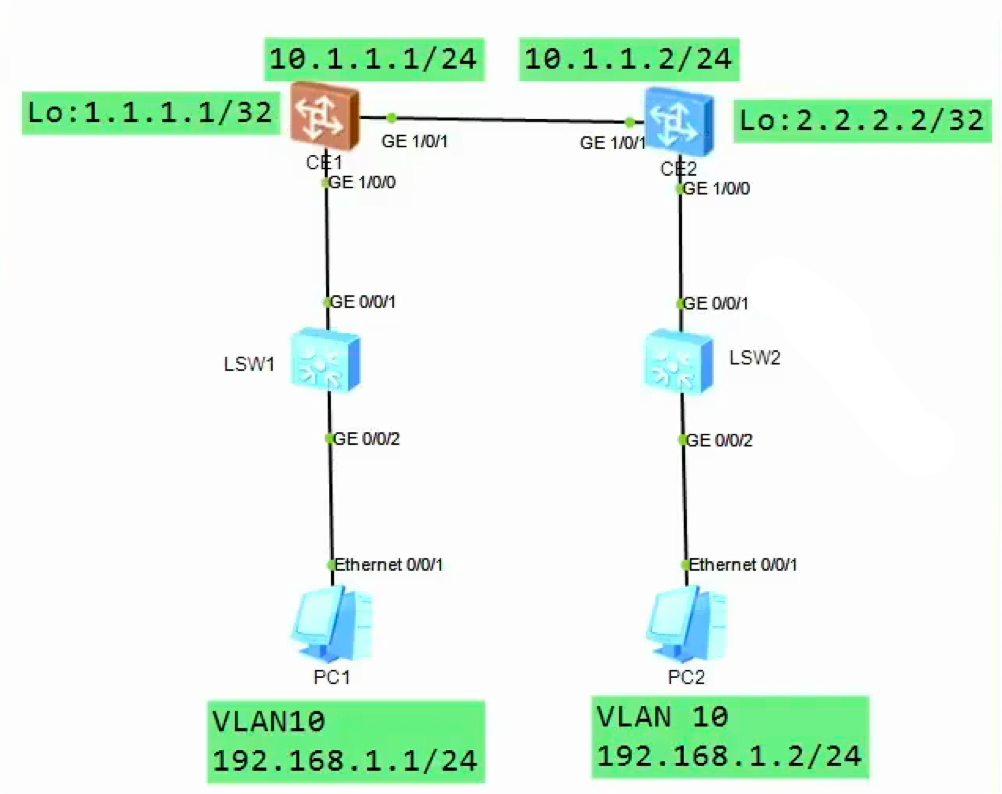 10.1.1.1/24
10.1.1.2/24
Lo:1.1.1.1/32
Lo:2.2.2.2/32
GE 1/0/1
GE 1/0/1
CE1
CE2
GE 1/0/0
GE 1/0/0
GE 0/0/1
GE 0/0/1
LSW1
LSW2
GE 0/0/2
GE 0/0/2
Ethernet 0/0/1
Ethernet 0/0/1
PC1
PC2
VLAN10
192.168.1.1/24
VLAN 10
192.168.1.2/24